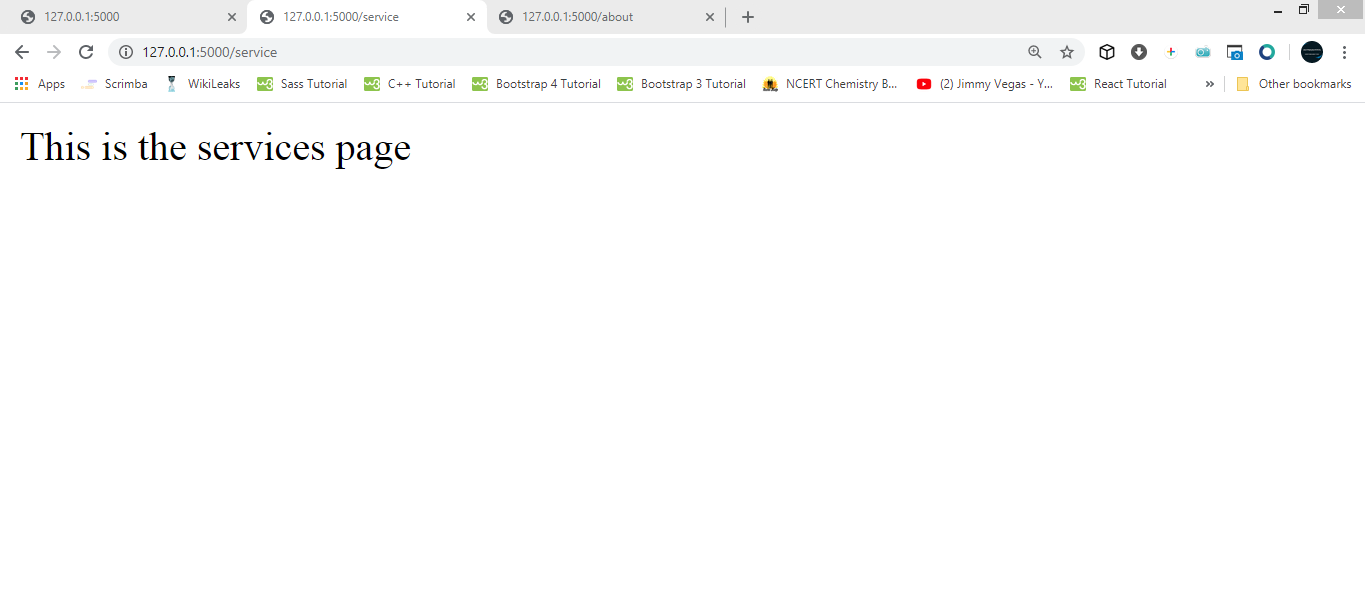 127.0.0.1:5000
127.0.0.1:5000/service
127.0.0.1:5000/about
127.0.0.1:5000/service
Apps Scrimba WikiLeaks Sass Tutorial C++ Tutorial Bootstrap 4 Tutorial Bootstrap 3 Tutorial NCERT Chemistry B... (2) Jimmy Vegas - Y... React Tutorial » Other bookmarks
This is the services page